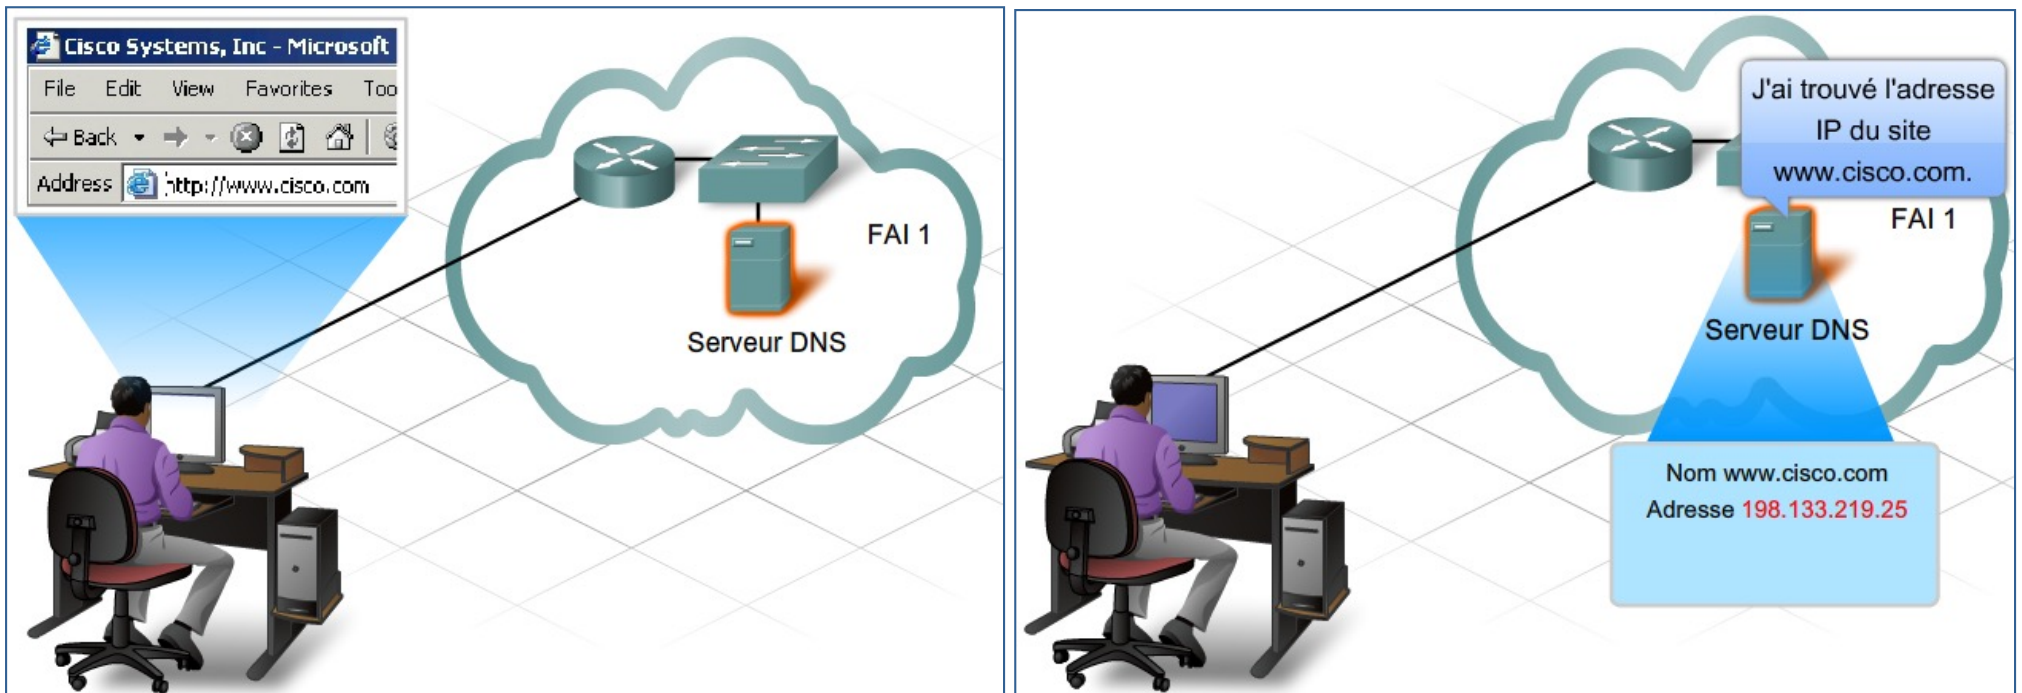 Cisco Systems, Inc - Microsoft
File Edit View Favorites Too
Back
Address http://www.cisco.com
FAI 1
Serveur DNS
J'ai trouvé l'adresse
IP du site
www.cisco.com.
FAI 1
Serveur DNS
Nom www.cisco.com
Adresse 198.133.219.25